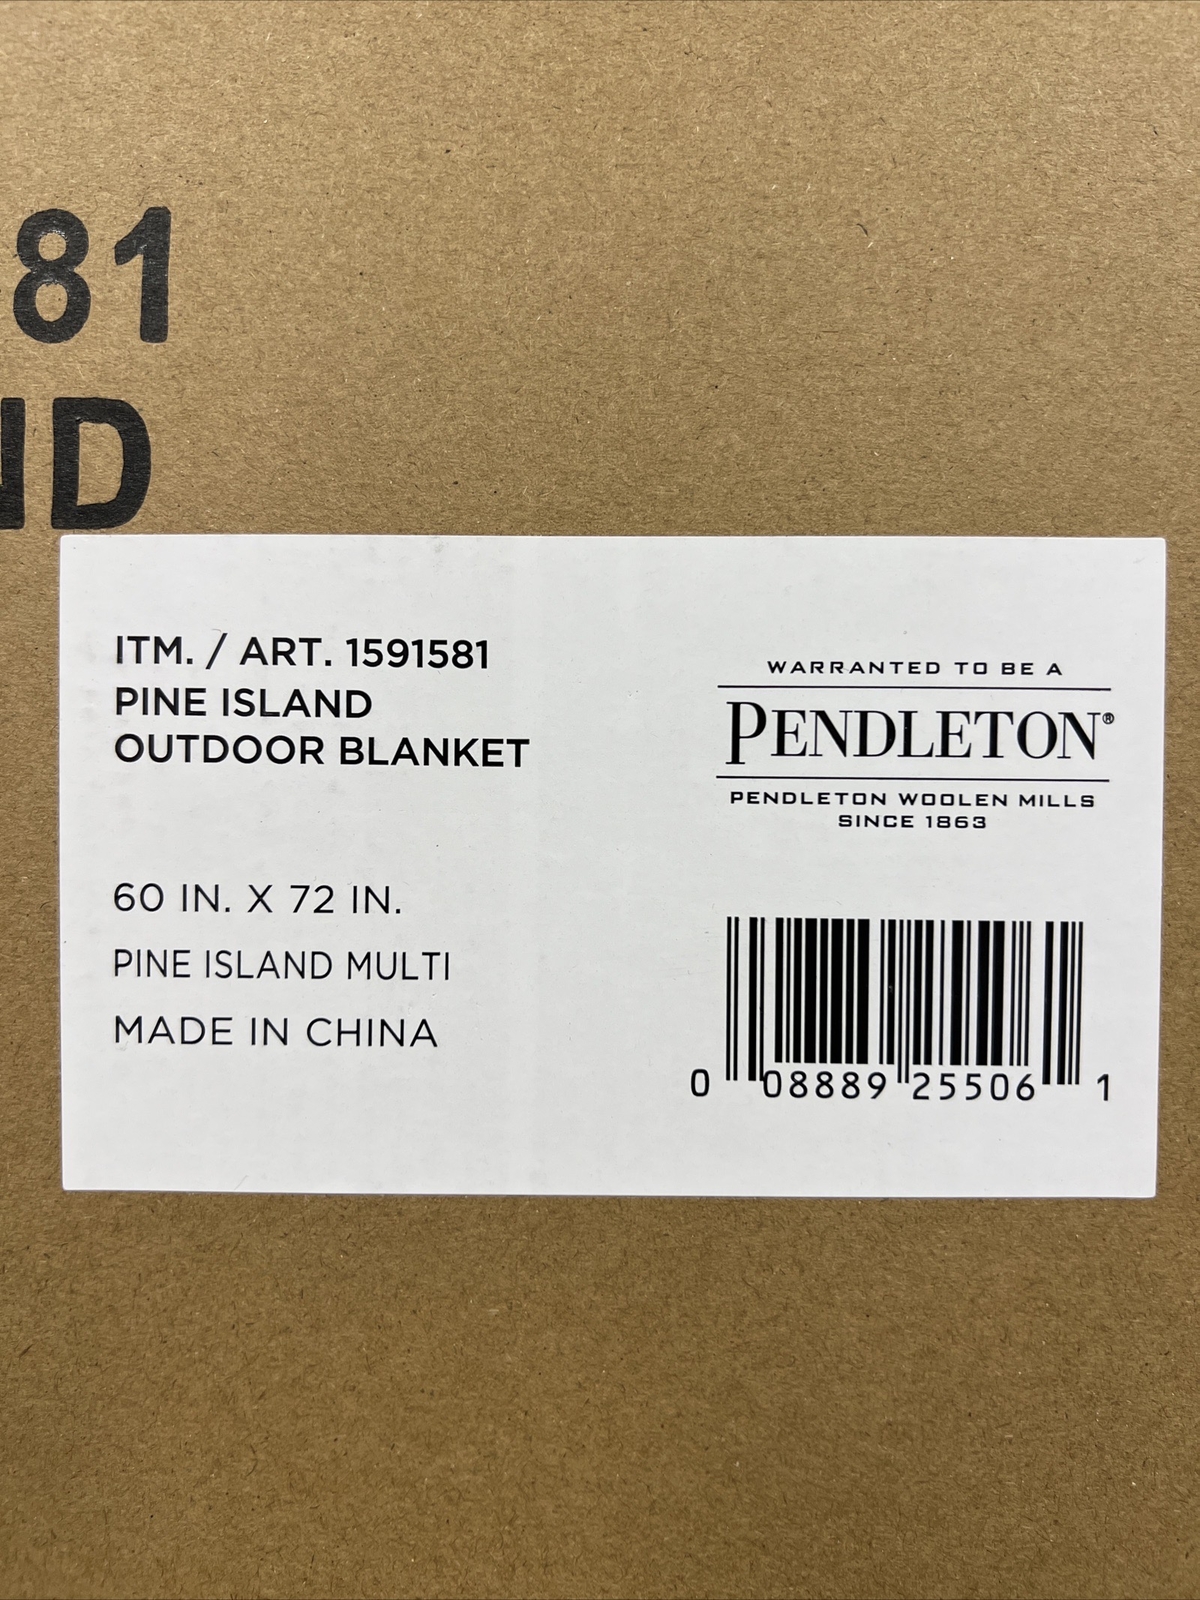 81
ND
ITM. / ART. 1591581
PINE ISLAND
OUTDOOR BLANKET
60 IN. X 72 IN.
PINE ISLAND MULTI
MADE IN CHINA
WARRANTED TO BE A
PENDLETON®
PENDLETON WOOLEN MILLS
SINCE 1863
0 08889 25506 1